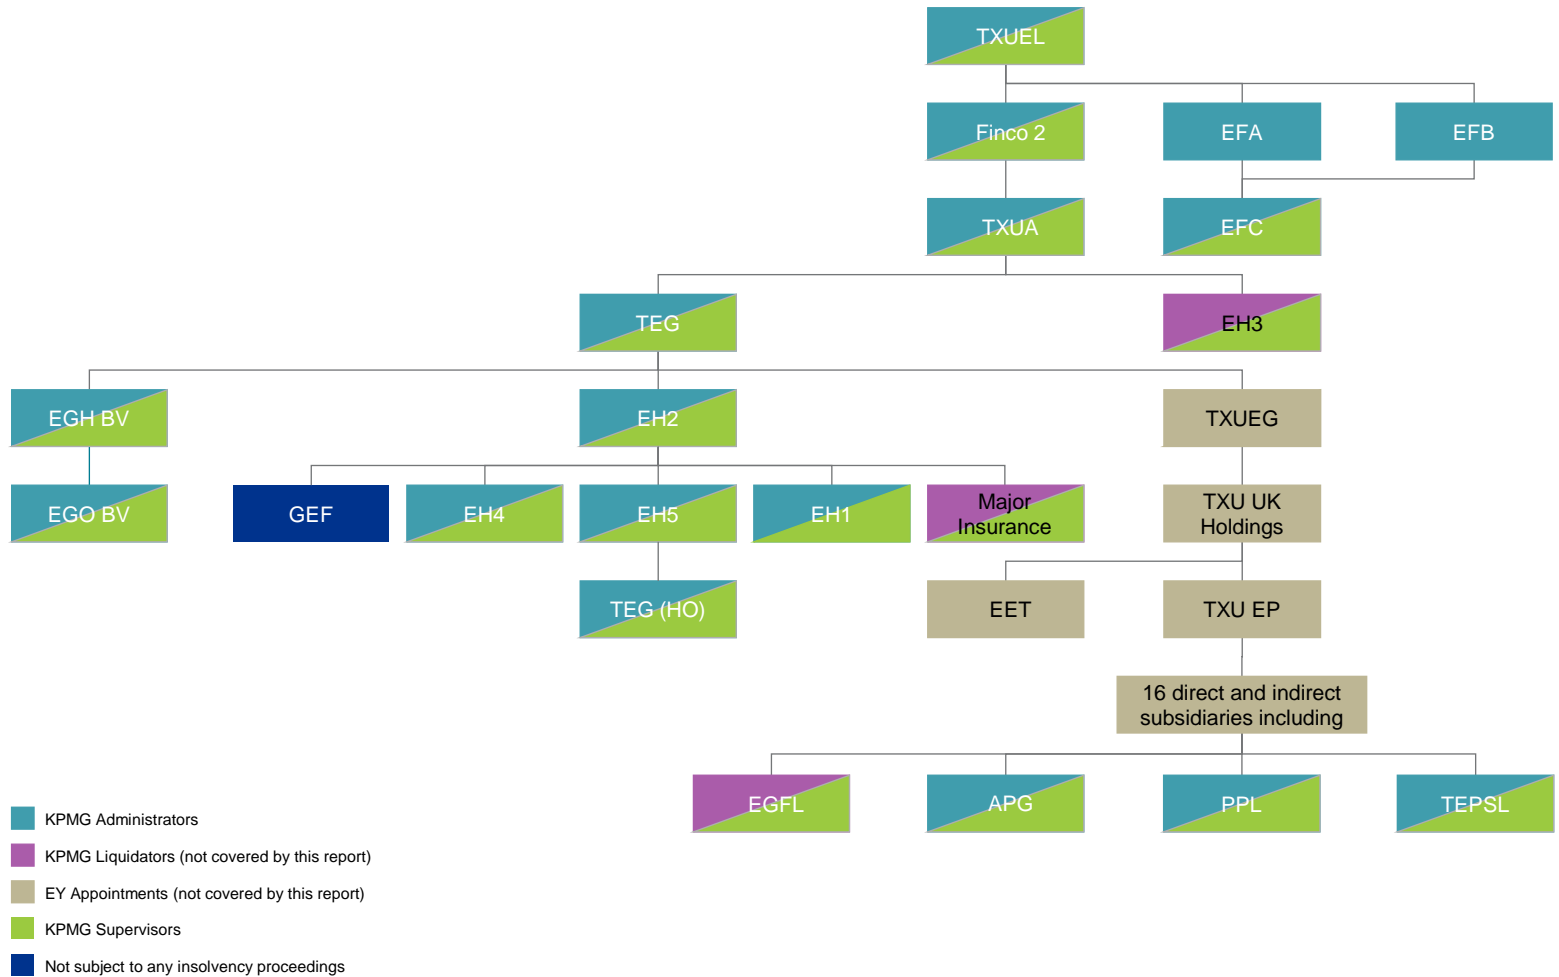 TXUEL
Finco 2
EFA
EFB
TXUA
EFC
TEG
EH3
EGH BV
EH2
TXUEG
EGO BV
GEF
EH4
EH5
EH1
Major
Insurance
TXU UK
Holdings
TEG (HO)
EET
TXU EP
16 direct and indirect
subsidiaries including
EGFL
APG
PPL
TEPSL
KPMG Administrators
KPMG Liquidators (not covered by this report)
EY Appointments (not covered by this report)
KPMG Supervisors
Not subject to any insolvency proceedings